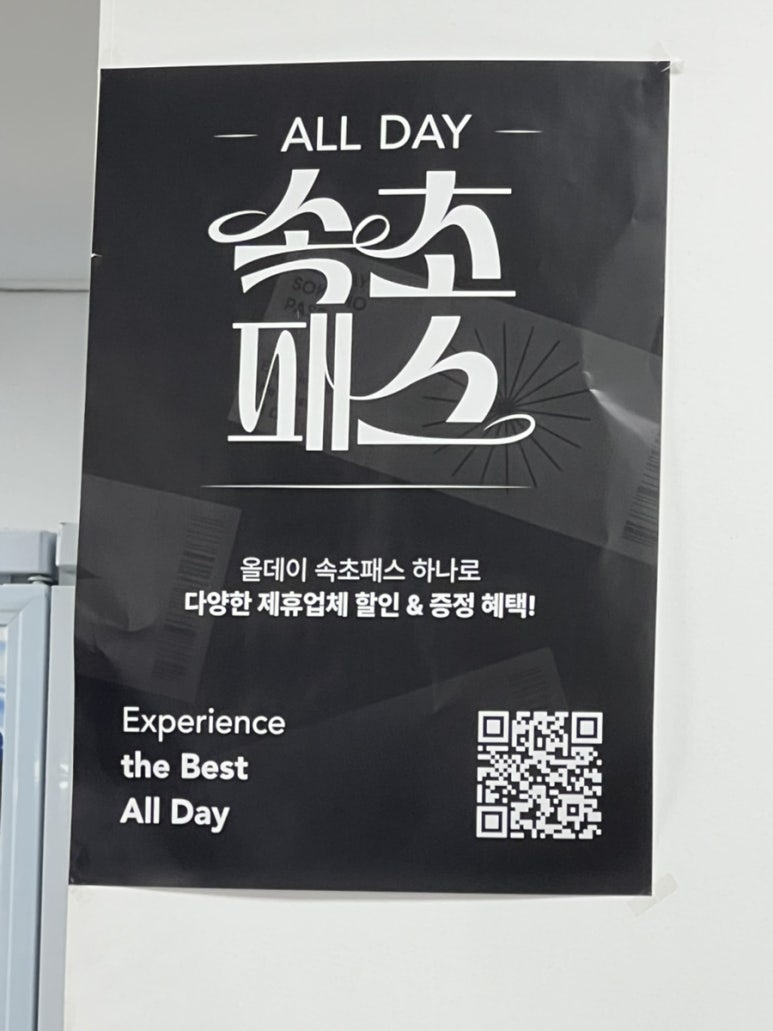 ALL DAY
속초
패스
올데이 속초패스 하나로
다양한 제휴업체 할인 & 증정 혜택!
Experience
the Best
All Day